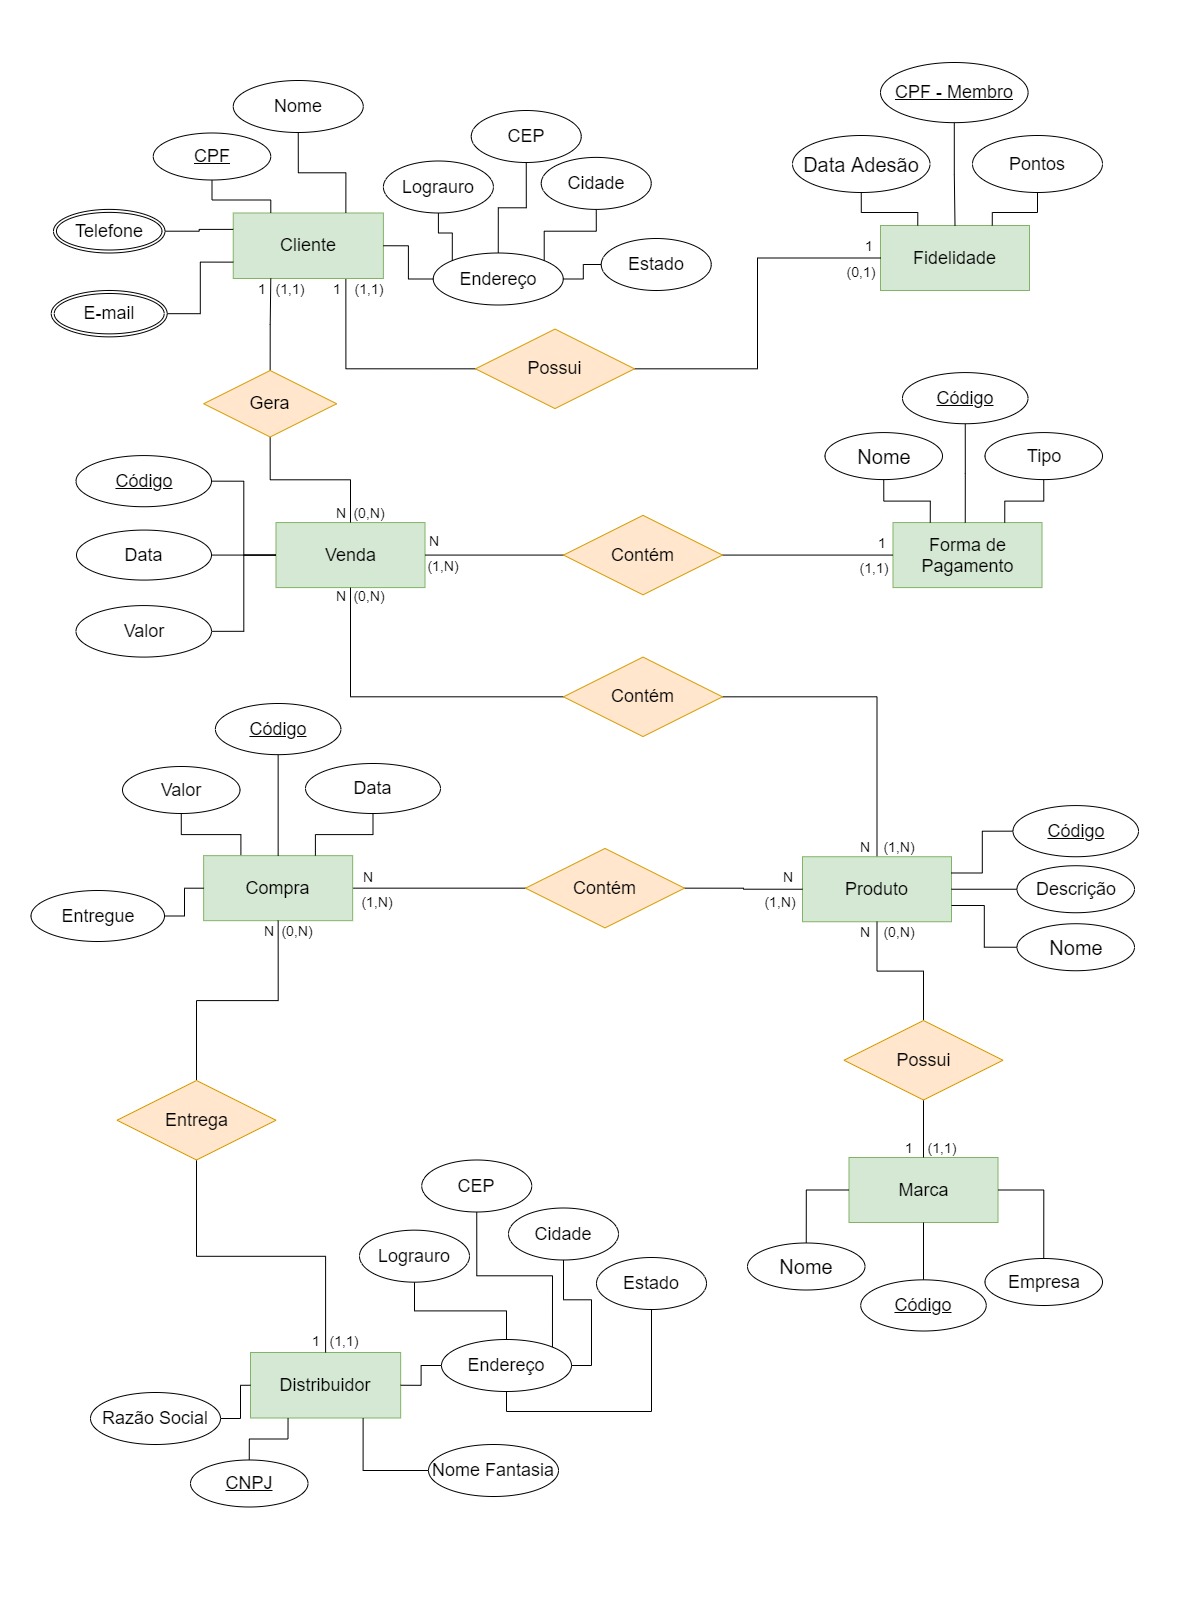 CPF - Membro
Nome
CEP
CPF
Data Adesão
Pontos
Lograuro
Cidade
Telefone
Cliente
Fidelidade
1
(0,1)
Endereço
Estado
E-mail
1 (1,1)
1 (1,1)
Possui
Gera
Código
Nome
Tipo
Código
N (0,N)
Data
Venda
N
(1,N)
Contém
1
(1,1)
Forma de
Pagamento
N (0,N)
Valor
Contém
Código
Valor
Data
Código
N (1,N)
Compra
N
(1,N)
Contém
N
(1,N)
Produto
Descrição
Entregue
N (0,N)
N (0,N)
Nome
Possui
Entrega
1 (1,1)
CEP
Marca
Cidade
Lograuro
Estado
Nome
Empresa
Código
1 (1,1)
Endereço
Distribuidor
Razão Social
CNPJ
Nome Fantasia